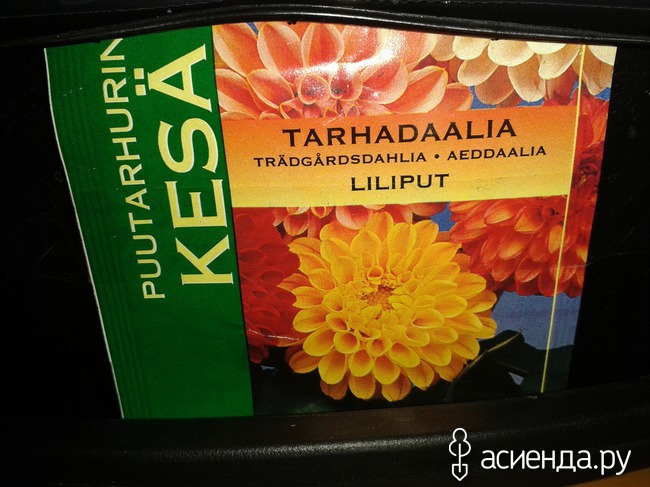 PUUTARHURIN
KESÄ
TARHADAALIA
TRÄDGÅRDSDAHLIA • AEDDAALIA
LILIPUT
асиенда.ру